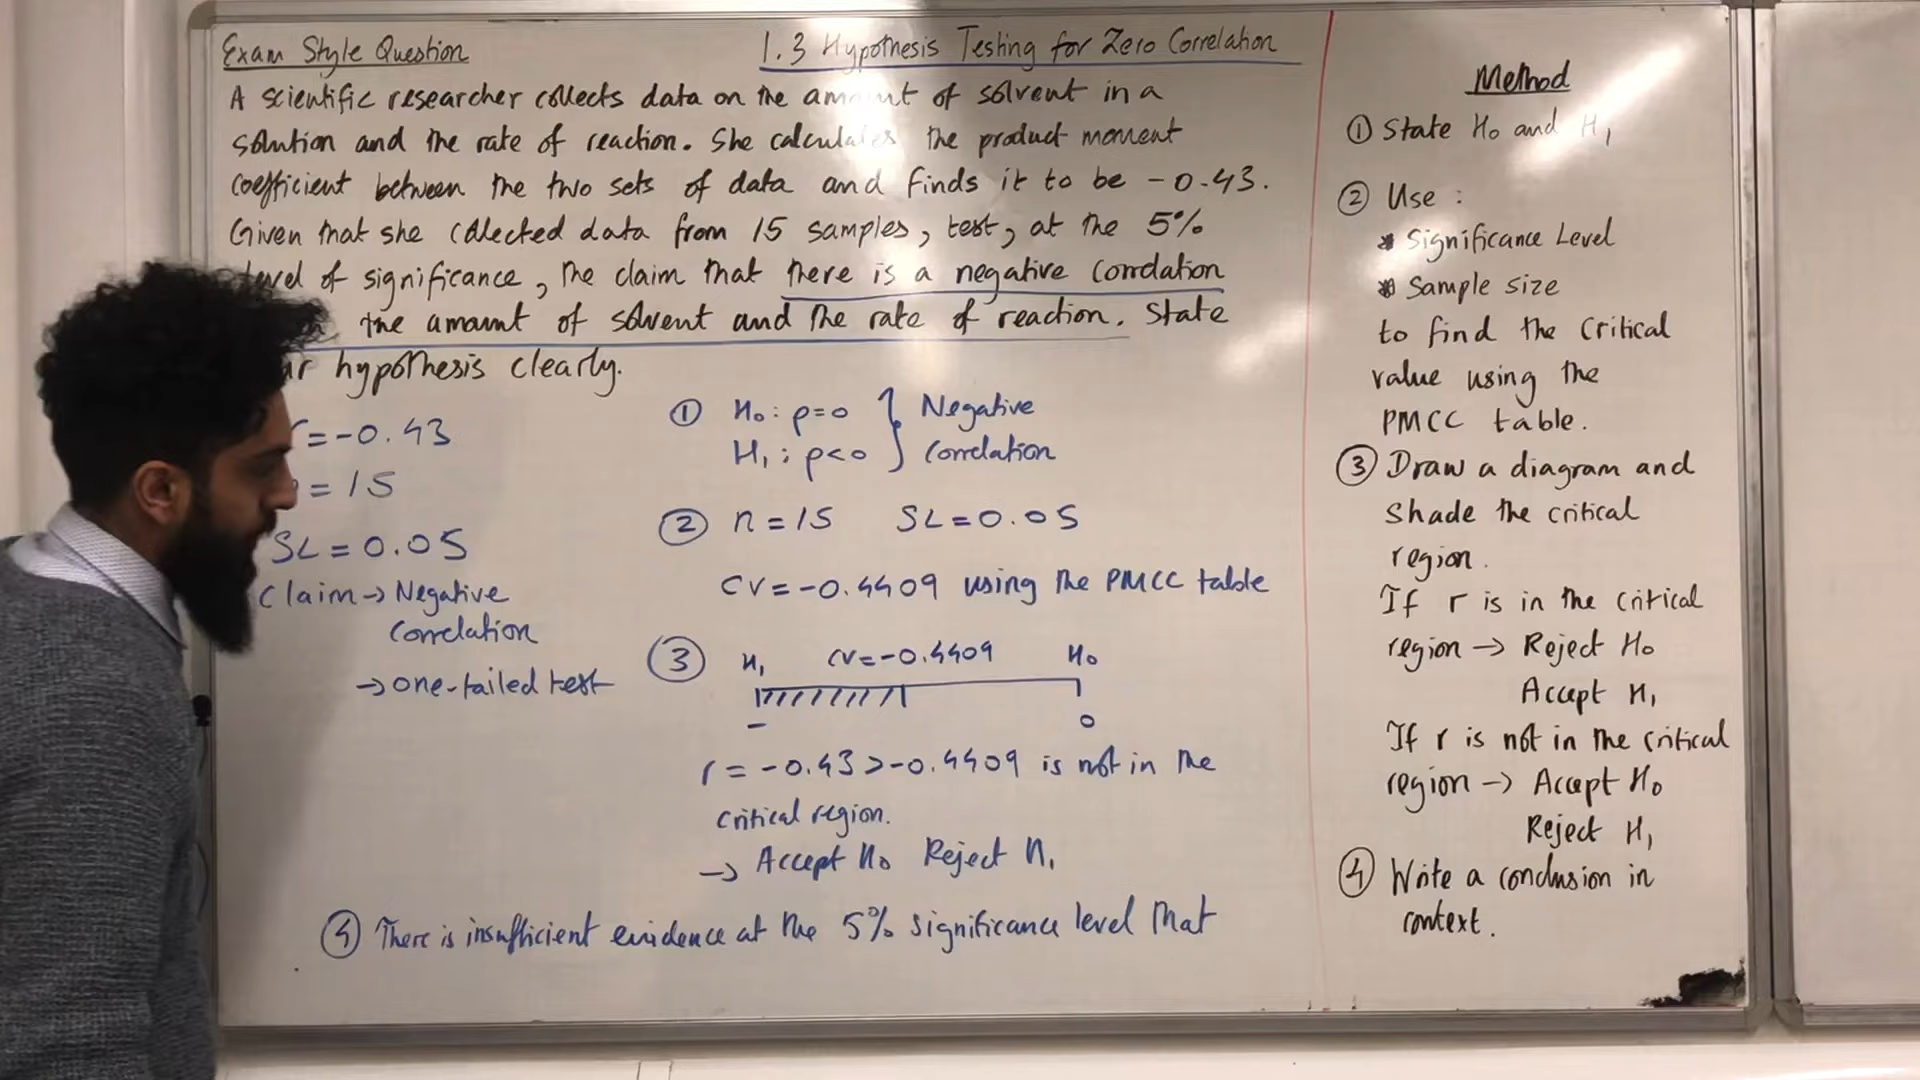 Exam Style Question
1.3 Hypothesis Testing for Zero Correlation
A scientific researcher collects data on the amount of solvent in a
solution and the rate of reaction. She calculates the product moment
coefficient between the two sets of data and finds it to be -0.43.
Given that she collected data from 15 samples, test, at the 5%
level of significance, the claim that there is a negative correlation
the amount of solvent and the rate of reaction. State
hypothesis clearly.
r = -0.43
= 15
SL = 0.05
Claim → Negative
Correlation
→ one-tailed test
① H₀: ρ=0 } Negative
H₁: ρ<0 } Correlation
② n = 15 SL = 0.05
CV = -0.4409 using the PMCC table
③ H₁ CV=-0.4409 H₀
- 0
r = -0.43 > -0.4409 is not in the
critical region.
→ Accept H₀ Reject H₁
④ There is insufficient evidence at the 5% significance level that
Method
① State H₀ and H₁
② Use :
* Significance Level
* Sample size
to find the critical
value using the
PMCC table.
③ Draw a diagram and
shade the critical
region.
If r is in the critical
region → Reject H₀
Accept H₁
If r is not in the critical
region → Accept H₀
Reject H₁
④ Write a conclusion in
context.